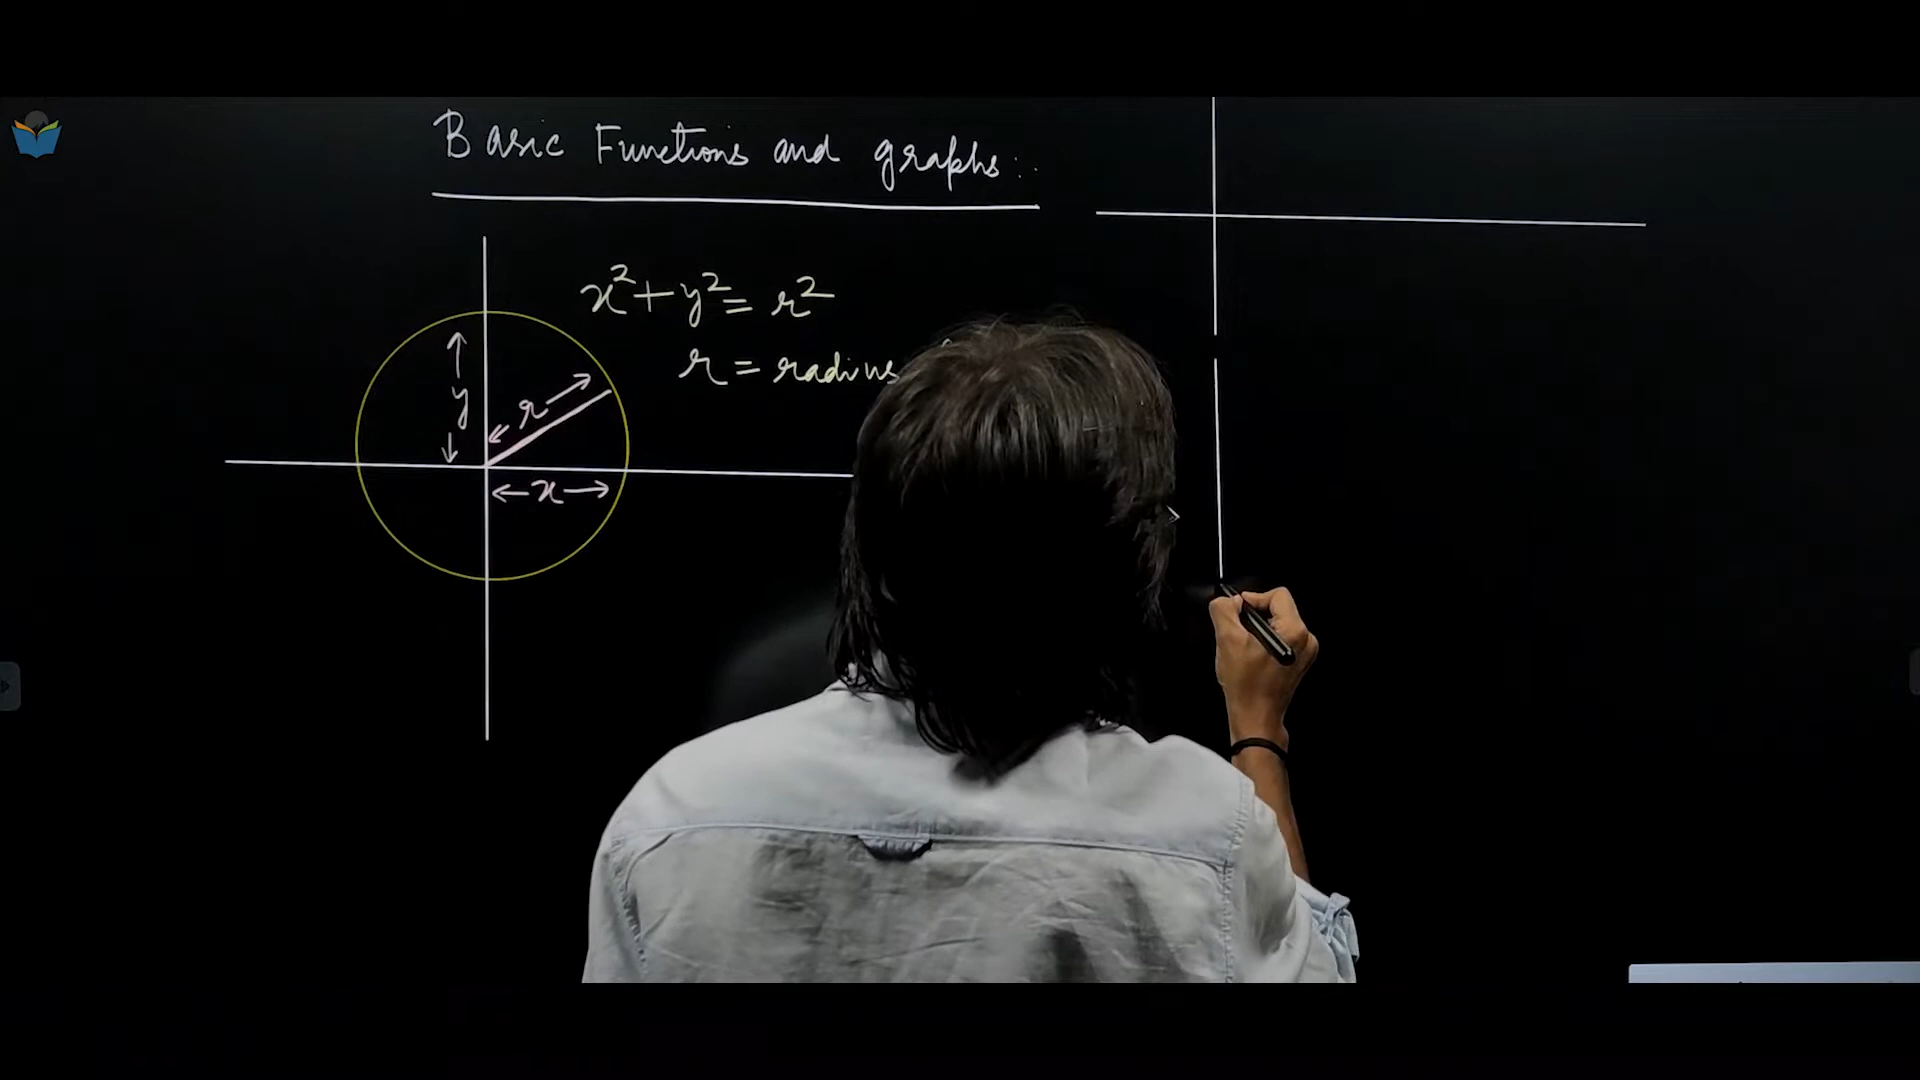 Basic Functions and graphs :-
x²+y² = r²
r = radius
y
r
x